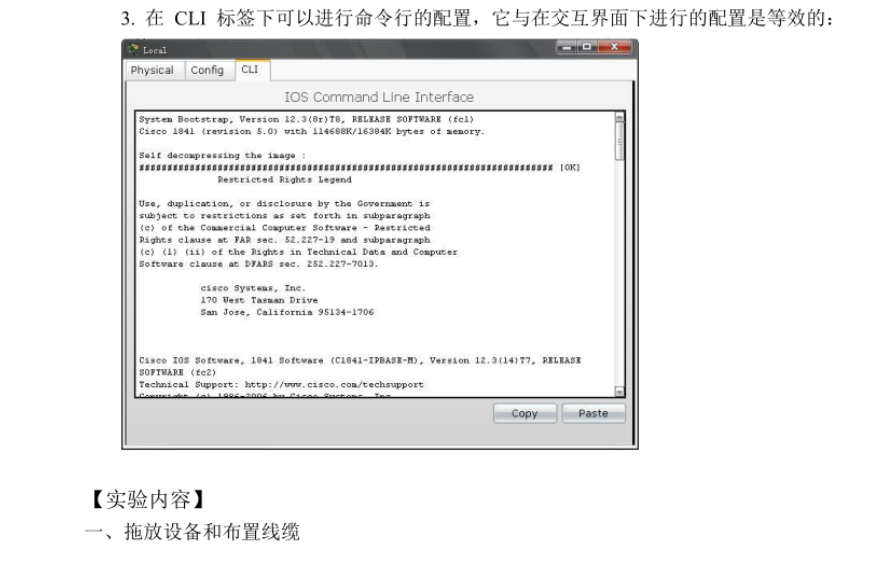 3. 在 CLI 标签下可以进行命令行的配置，它与在交互界面下进行的配置是等效的：
Local
Physical Config CLI
IOS Command Line Interface
System Bootstrap, Version 12.3(8r)T8, RELEASE SOFTWARE (fc1)
Cisco 1841 (revision 5.0) with 114688K/16384K bytes of memory.
Self decompressing the image :
########################################################################## [OK]
Restricted Rights Legend
Use, duplication, or disclosure by the Government is
subject to restrictions as set forth in subparagraph
(c) of the Commercial Computer Software - Restricted
Rights clause at FAR sec. 52.227-19 and subparagraph
(c) (1) (ii) of the Rights in Technical Data and Computer
Software clause at DFARS sec. 252.227-7013.
cisco Systems, Inc.
170 West Tasman Drive
San Jose, California 95134-1706
Cisco IOS Software, 1841 Software (C1841-IPBASE-M), Version 12.3(14)T7, RELEASE
SOFTWARE (fc2)
Technical Support: http://www.cisco.com/techsupport
Copyright (c) 1986-2006 by Cisco Systems, Inc.
Copy Paste
【实验内容】
一、拖放设备和布置线缆